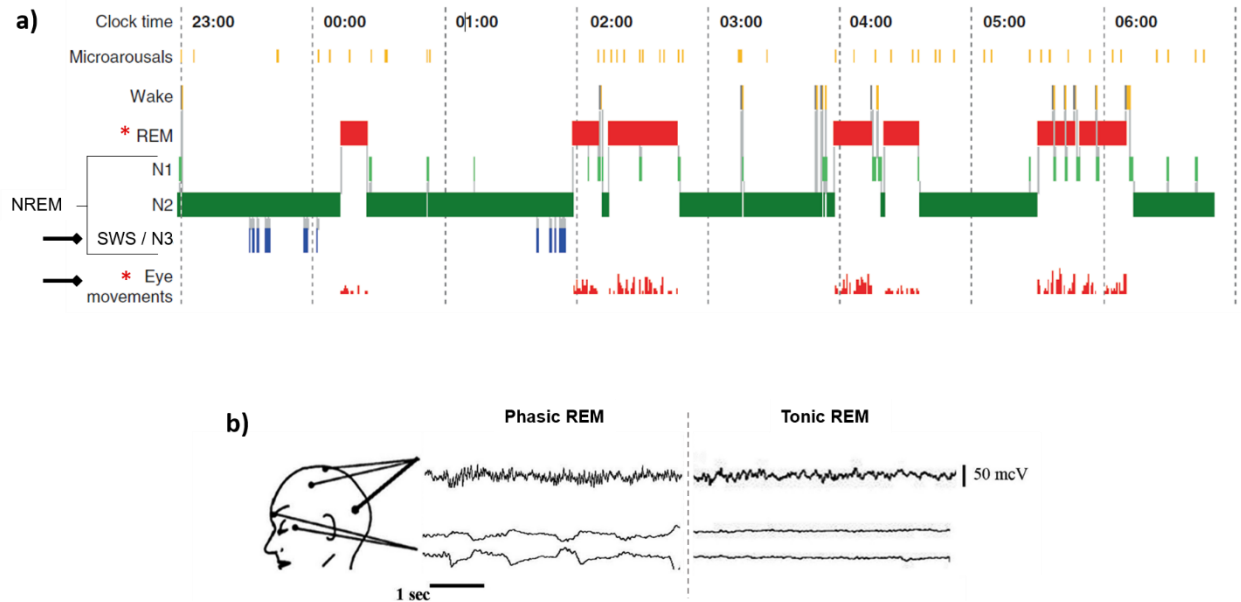 a)
Clock time 23:00 00:00 01:00 02:00 03:00 04:00 05:00 06:00
Microarousals
Wake
* REM
N1
NREM
N2
SWS / N3
* Eye
movements
b)
Phasic REM Tonic REM
50 mcV
1 sec